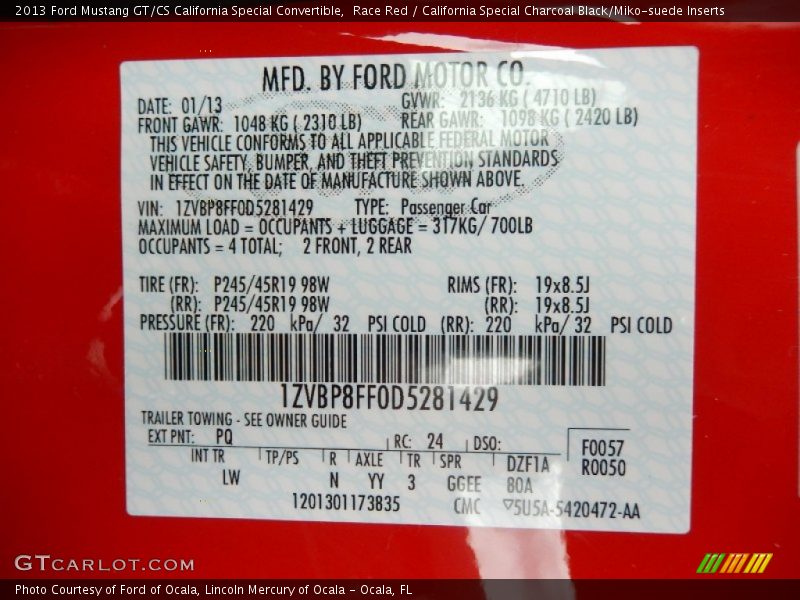 2013 Ford Mustang GT/CS California Special Convertible,  Race Red / California Special Charcoal Black/Miko-suede Inserts
MFD. BY FORD MOTOR CO.
DATE: 01/13 GVWR: 2136 KG ( 4710 LB)
FRONT GAWR: 1048 KG ( 2310 LB) REAR GAWR: 1098 KG ( 2420 LB)
THIS VEHICLE CONFORMS TO ALL APPLICABLE FEDERAL MOTOR
VEHICLE SAFETY, BUMPER, AND THEFT PREVENTION STANDARDS
IN EFFECT ON THE DATE OF MANUFACTURE SHOWN ABOVE.
VIN: 1ZVBP8FF0D5281429 TYPE: Passenger Car
MAXIMUM LOAD = OCCUPANTS + LUGGAGE = 317KG/ 700LB
OCCUPANTS = 4 TOTAL; 2 FRONT, 2 REAR
TIRE (FR): P245/45R19 98W RIMS (FR): 19x8.5J
(RR): P245/45R19 98W (RR): 19x8.5J
PRESSURE (FR): 220 kPa/ 32 PSI COLD (RR): 220 kPa/ 32 PSI COLD
1ZVBP8FF0D5281429
TRAILER TOWING - SEE OWNER GUIDE
EXT PNT: PQ RC: 24 DSO: F0057
INT TR TP/PS R AXLE TR SPR DZF1A R0050
LW N YY 3 GGEE 80A
1201301173835 CMC ▽5U5A-5420472-AA
GTCARLOT.COM
Photo Courtesy of Ford of Ocala, Lincoln Mercury of Ocala - Ocala, FL